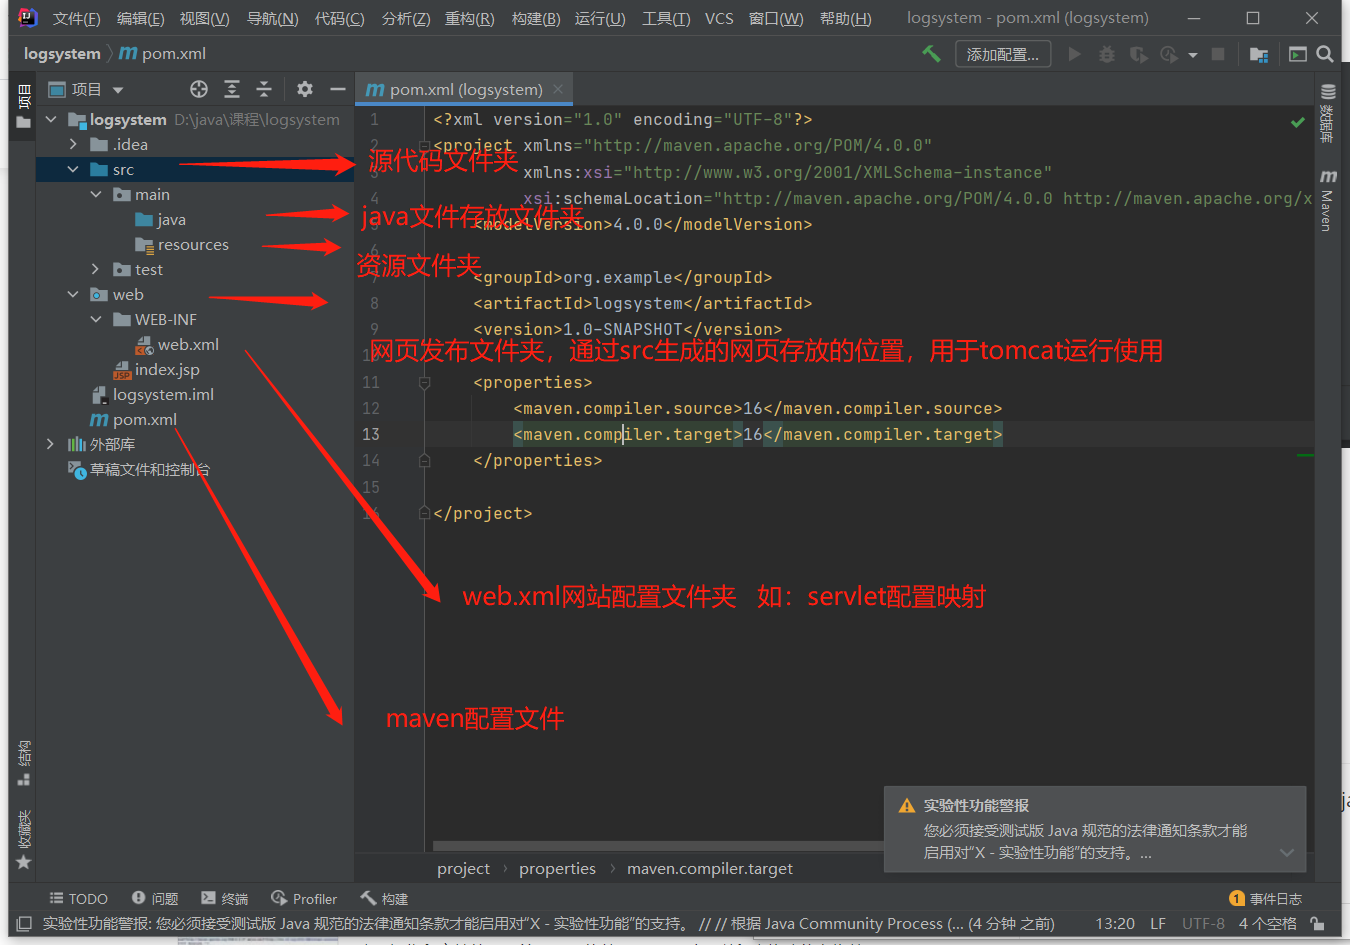 文件(F) 编辑(E) 视图(V) 导航(N) 代码(C) 分析(Z) 重构(R) 构建(B) 运行(U) 工具(T) VCS 窗口(W) 帮助(H) logsystem - pom.xml (logsystem)
logsystem pom.xml 添加配置...
项目 项目 pom.xml (logsystem)
logsystem D:\java\课程\logsystem
.idea
src
main
java
resources
test
web
WEB-INF
web.xml
index.jsp
logsystem.iml
pom.xml
外部库
草稿文件和控制台
1 <?xml version="1.0" encoding="UTF-8"?>
2 <project xmlns="http://maven.apache.org/POM/4.0.0"
源代码文件夹
xmlns:xsi="http://www.w3.org/2001/XMLSchema-instance"
4 xsi:schemaLocation="http://maven.apache.org/POM/4.0.0 http://maven.apache.org/x
java文件存放文件夹
<modelVersion>4.0.0</modelVersion>
6
资源文件夹
<groupId>org.example</groupId>
8 <artifactId>logsystem</artifactId>
9 <version>1.0-SNAPSHOT</version>
10
网页发布文件夹，通过src生成的网页存放的位置，用于tomcat运行使用
11 <properties>
12 <maven.compiler.source>16</maven.compiler.source>
13 <maven.compiler.target>16</maven.compiler.target>
14 </properties>
15
16 </project>
web.xml网站配置文件夹 如：servlet配置映射
maven配置文件
数据库
m Maven
结构
收藏夹
实验性功能警报
您必须接受测试版 Java 规范的法律通知条款才能
启用对“X - 实验性功能”的支持。...
project › properties › maven.compiler.target
TODO 问题 终端 Profiler 构建 1 事件日志
实验性功能警报: 您必须接受测试版 Java 规范的法律通知条款才能启用对“X - 实验性功能”的支持。 // // 根据 Java Community Process (... (4 分钟 之前) 13:20 LF UTF-8 4 个空格